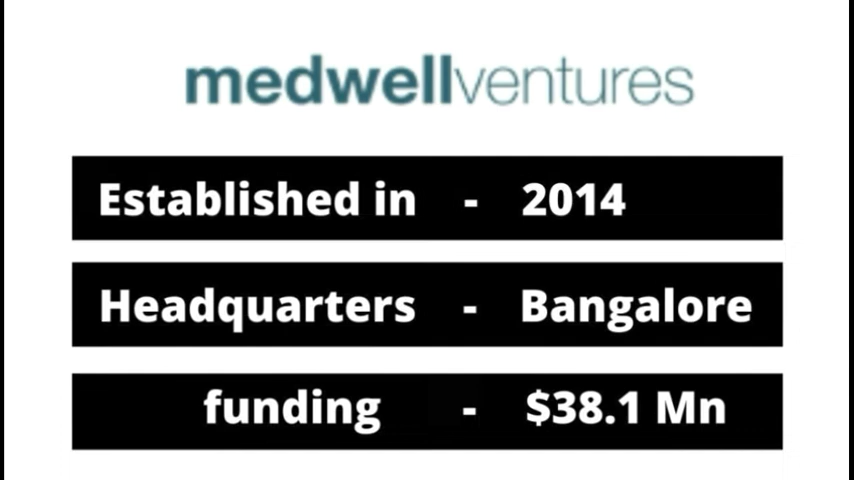 medwellventures
Established in - 2014
Headquarters - Bangalore
funding - $38.1 Mn